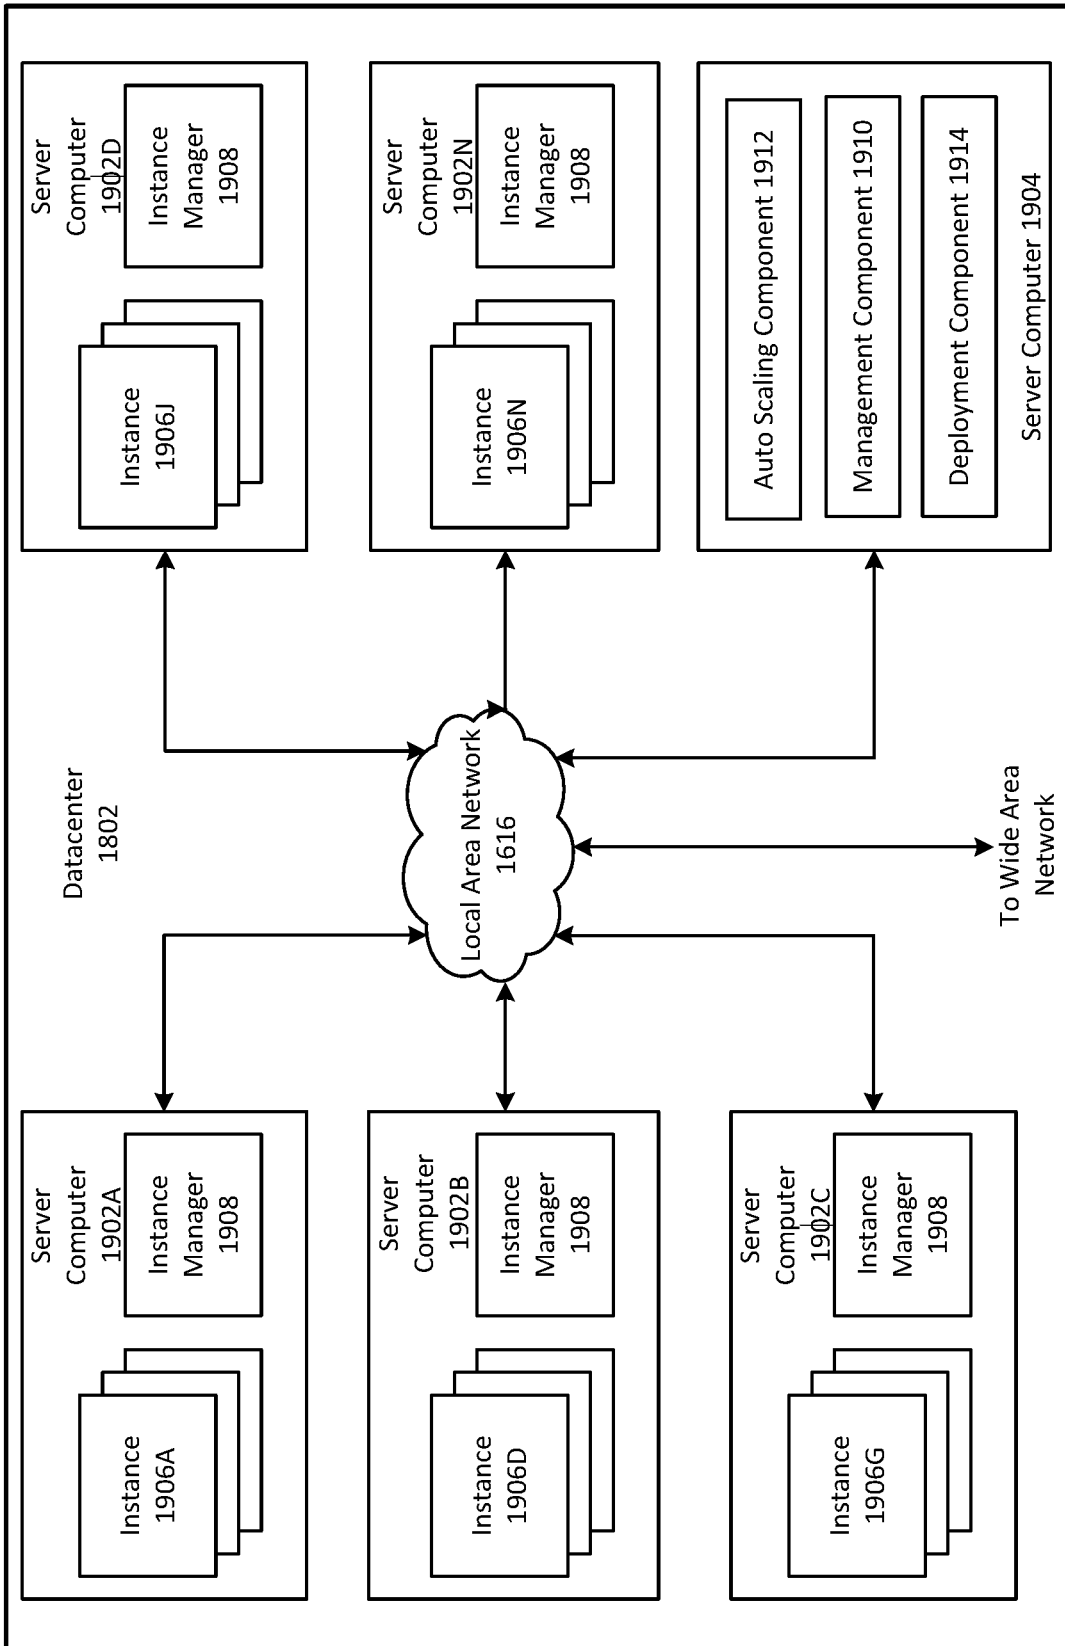 Datacenter
1802
Server
Computer
1902A
Instance
Manager
1908
Instance
1906A
Server
Computer
1902B
Instance
Manager
1908
Instance
1906D
Server
Computer
1902C
Instance
Manager
1908
Instance
1906G
Local Area Network
1616
To Wide Area
Network
Server
Computer
1902D
Instance
Manager
1908
Instance
1906J
Server
Computer
1902N
Instance
Manager
1908
Instance
1906N
Auto Scaling Component 1912
Management Component 1910
Deployment Component 1914
Server Computer 1904